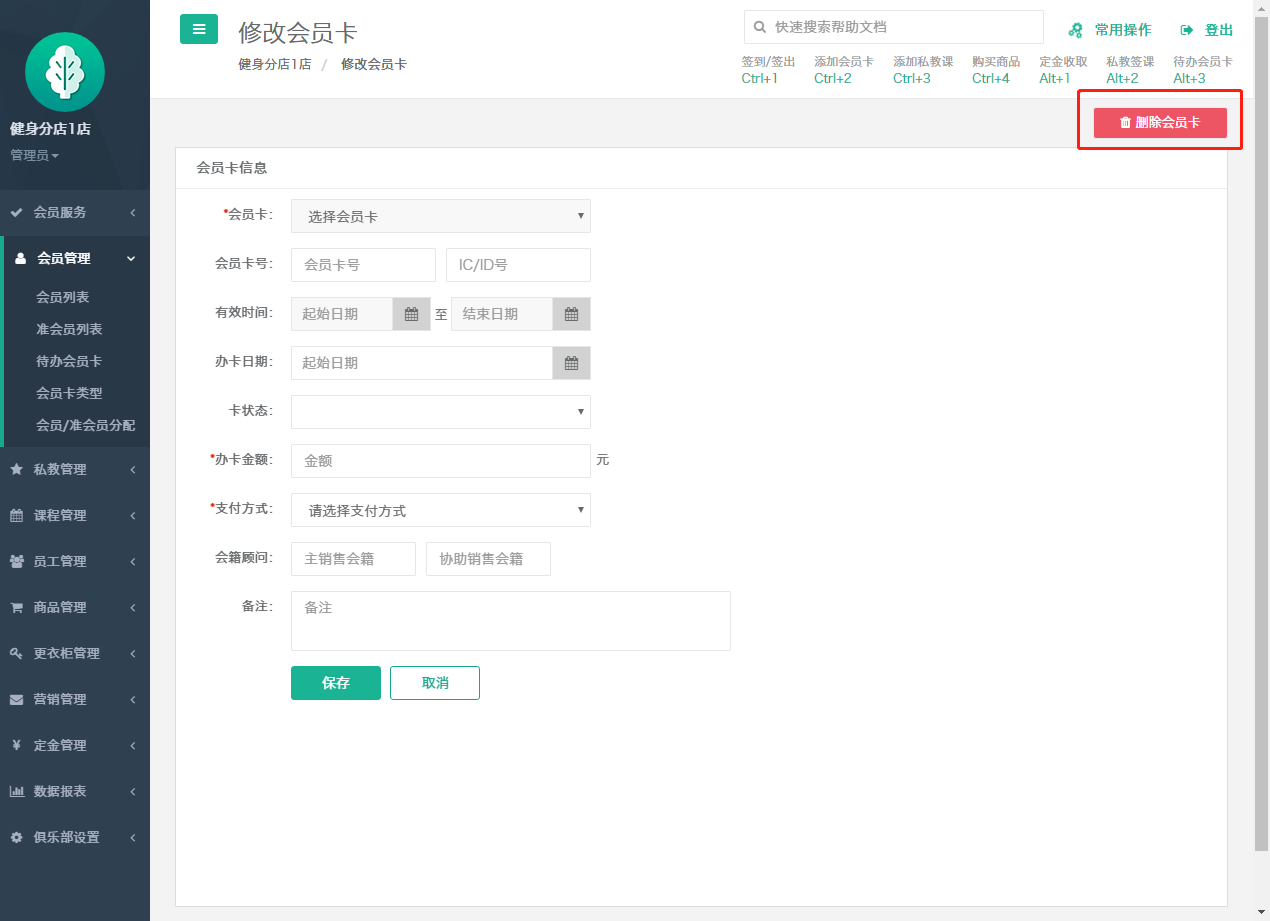 健身分店1店
管理员
会员服务
会员管理
会员列表
准会员列表
待办会员卡
会员卡类型
会员/准会员分配
私教管理
课程管理
员工管理
商品管理
更衣柜管理
营销管理
定金管理
数据报表
俱乐部设置
修改会员卡
健身分店1店 / 修改会员卡
快速搜索帮助文档
常用操作 登出
签到/签出 添加会员卡 添加私教课 购买商品 定金收取 私教签课 待办会员卡
Ctrl+1 Ctrl+2 Ctrl+3 Ctrl+4 Alt+1 Alt+2 Alt+3
删除会员卡
会员卡信息
*会员卡： 选择会员卡
会员卡号： 会员卡号 IC/ID号
有效时间： 起始日期 至 结束日期
办卡日期： 起始日期
卡状态：
*办卡金额： 金额 元
*支付方式： 请选择支付方式
会籍顾问： 主销售会籍 协助销售会籍
备注： 备注
保存 取消